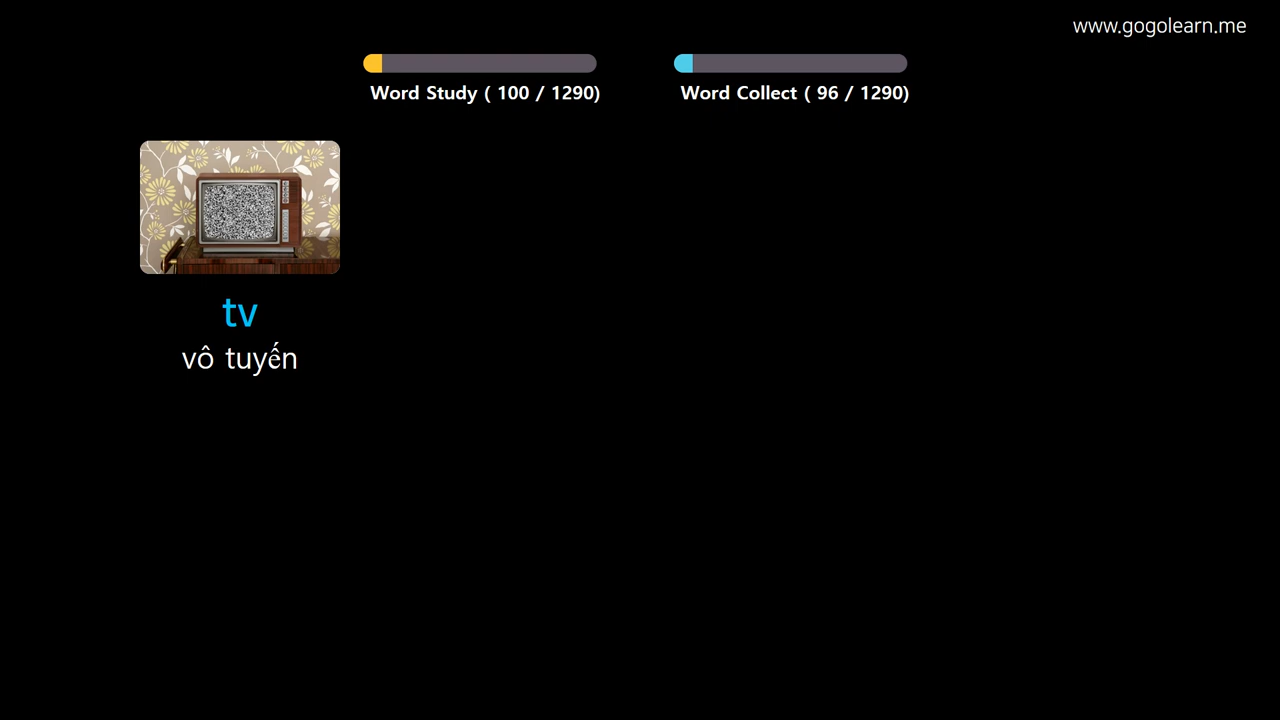 www.gogolearn.me
Word Study ( 100 / 1290)
Word Collect ( 96 / 1290)
tv
vô tuyến